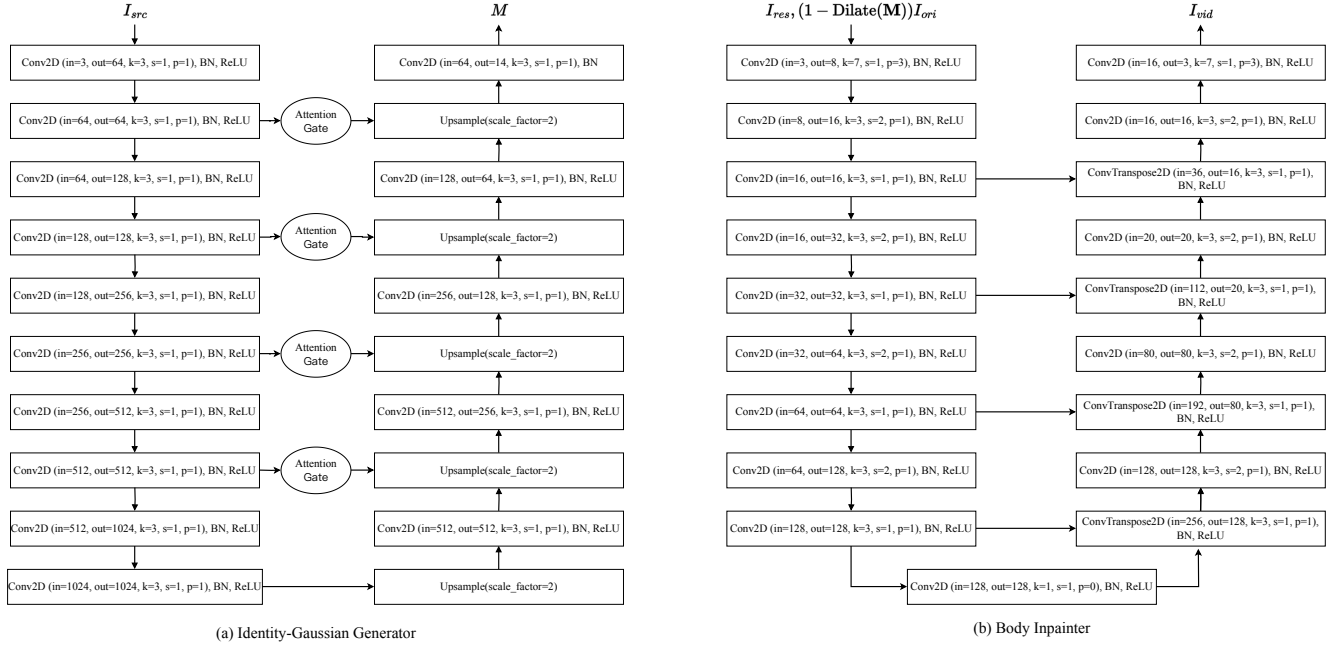 I_{src}
Conv2D (in=3, out=64, k=3, s=1, p=1), BN, ReLU
Conv2D (in=64, out=64, k=3, s=1, p=1), BN, ReLU
Conv2D (in=64, out=128, k=3, s=1, p=1), BN, ReLU
Conv2D (in=128, out=128, k=3, s=1, p=1), BN, ReLU
Conv2D (in=128, out=256, k=3, s=1, p=1), BN, ReLU
Conv2D (in=256, out=256, k=3, s=1, p=1), BN, ReLU
Conv2D (in=256, out=512, k=3, s=1, p=1), BN, ReLU
Conv2D (in=512, out=512, k=3, s=1, p=1), BN, ReLU
Conv2D (in=512, out=1024, k=3, s=1, p=1), BN, ReLU
Conv2D (in=1024, out=1024, k=3, s=1, p=1), BN, ReLU
Attention
Gate
Attention
Gate
Attention
Gate
Attention
Gate
M
Conv2D (in=64, out=14, k=3, s=1, p=1), BN
Upsample(scale_factor=2)
Conv2D (in=128, out=64, k=3, s=1, p=1), BN, ReLU
Upsample(scale_factor=2)
Conv2D (in=256, out=128, k=3, s=1, p=1), BN, ReLU
Upsample(scale_factor=2)
Conv2D (in=512, out=256, k=3, s=1, p=1), BN, ReLU
Upsample(scale_factor=2)
Conv2D (in=512, out=512, k=3, s=1, p=1), BN, ReLU
Upsample(scale_factor=2)
(a) Identity-Gaussian Generator
I_{res}, (1 − Dilate(M))I_{ori}
Conv2D (in=3, out=8, k=7, s=1, p=3), BN, ReLU
Conv2D (in=8, out=16, k=3, s=2, p=1), BN, ReLU
Conv2D (in=16, out=16, k=3, s=1, p=1), BN, ReLU
Conv2D (in=16, out=32, k=3, s=2, p=1), BN, ReLU
Conv2D (in=32, out=32, k=3, s=1, p=1), BN, ReLU
Conv2D (in=32, out=64, k=3, s=2, p=1), BN, ReLU
Conv2D (in=64, out=64, k=3, s=1, p=1), BN, ReLU
Conv2D (in=64, out=128, k=3, s=2, p=1), BN, ReLU
Conv2D (in=128, out=128, k=3, s=1, p=1), BN, ReLU
Conv2D (in=128, out=128, k=1, s=1, p=0), BN, ReLU
I_{vid}
Conv2D (in=16, out=3, k=7, s=1, p=3), BN, ReLU
Conv2D (in=16, out=16, k=3, s=2, p=1), BN, ReLU
ConvTranspose2D (in=36, out=16, k=3, s=1, p=1),
BN, ReLU
Conv2D (in=20, out=20, k=3, s=2, p=1), BN, ReLU
ConvTranspose2D (in=112, out=20, k=3, s=1, p=1),
BN, ReLU
Conv2D (in=80, out=80, k=3, s=2, p=1), BN, ReLU
ConvTranspose2D (in=192, out=80, k=3, s=1, p=1),
BN, ReLU
Conv2D (in=128, out=128, k=3, s=2, p=1), BN, ReLU
ConvTranspose2D (in=256, out=128, k=3, s=1, p=1),
BN, ReLU
(b) Body Inpainter